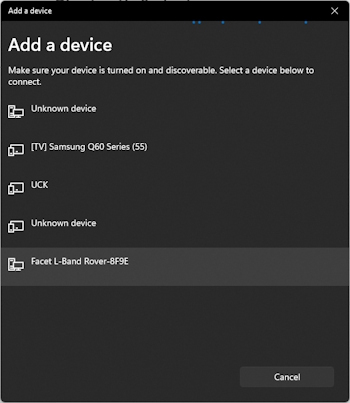 Add a device
Add a device
Make sure your device is turned on and discoverable. Select a device below to
connect.
Unknown device
[TV] Samsung Q60 Series (55)
UCK
Unknown device
Facet L-Band Rover-8F9E
Cancel